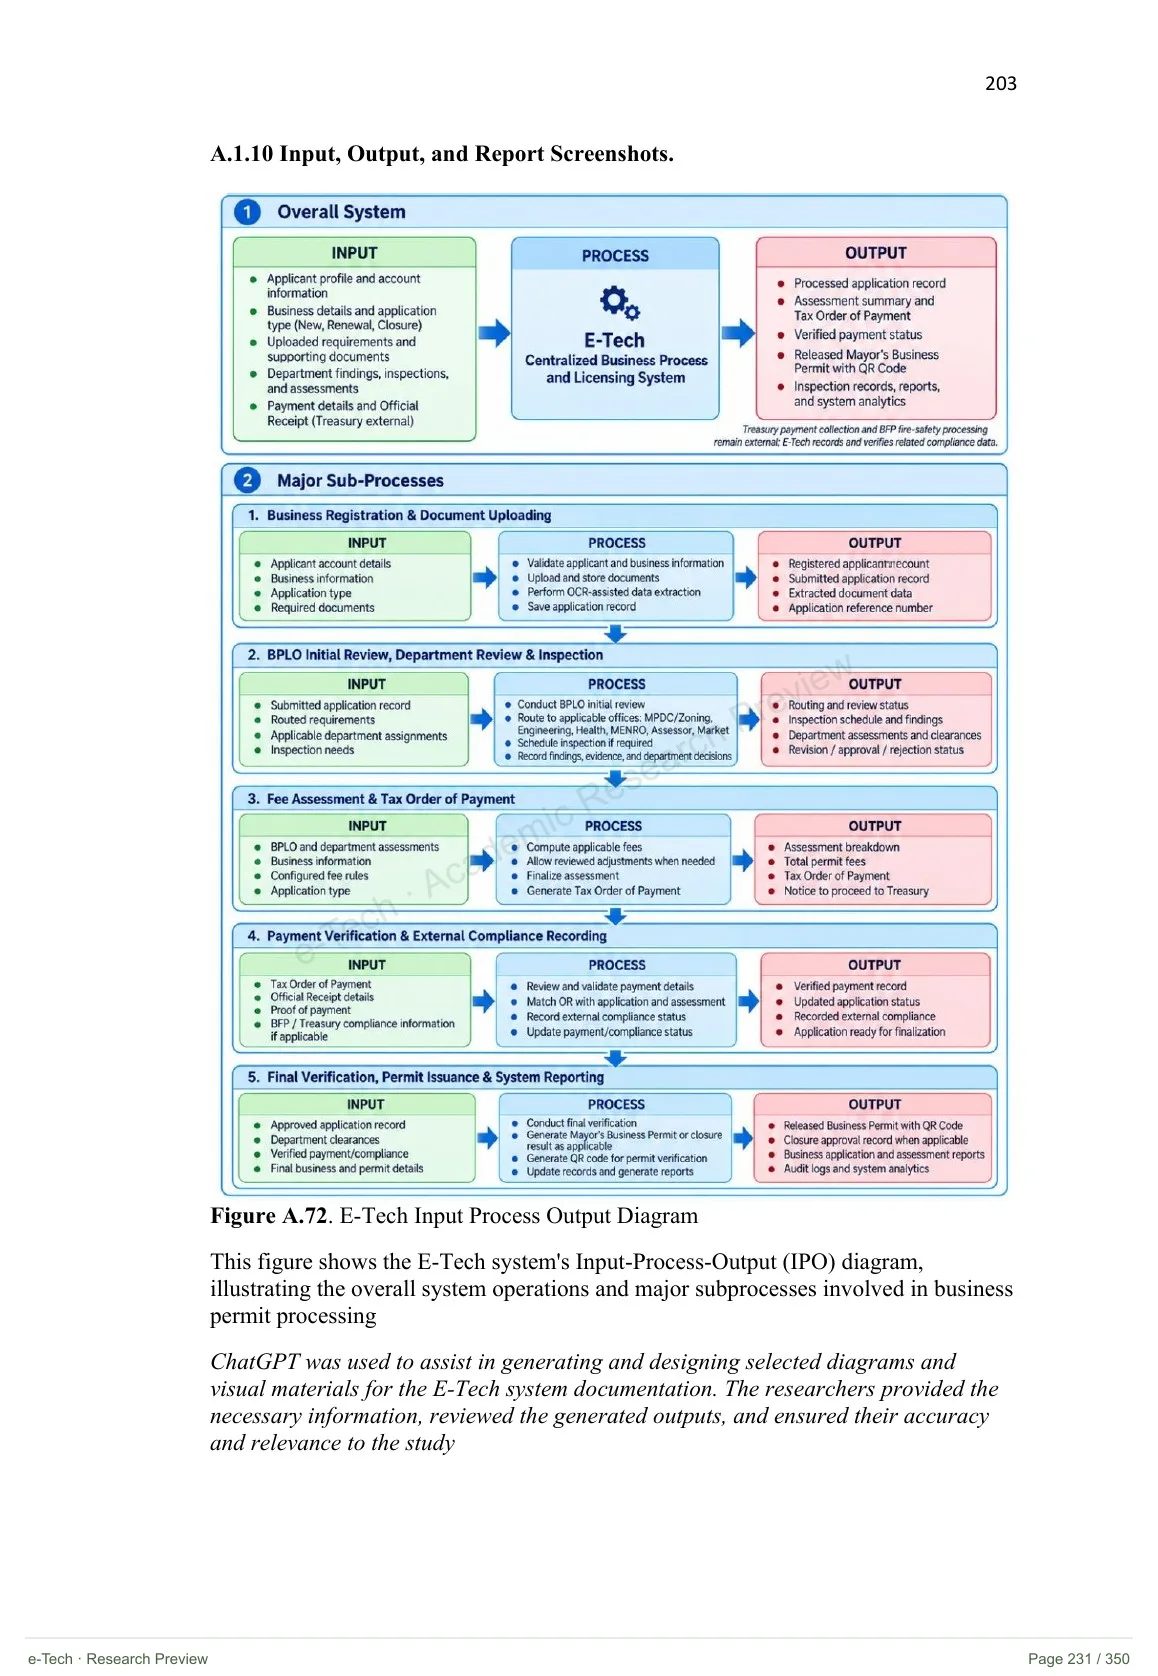 203
A.1.10 Input, Output, and Report Screenshots.
1 Overall System
INPUT
Applicant profile and account
information
Business details and application
type (New, Renewal, Closure)
Uploaded requirements and
supporting documents
Department findings, inspections,
and assessments
Payment details and Official
Receipt (Treasury external)
PROCESS
E-Tech
Centralized Business Process
and Licensing System
OUTPUT
Processed application record
Assessment summary and
Tax Order of Payment
Verified payment status
Released Mayor's Business
Permit with QR Code
Inspection records, reports,
and system analytics
Treasury payment collection and BFP fire-safety processing
remain external; E-Tech records and verifies related compliance data.
2 Major Sub-Processes
1. Business Registration & Document Uploading
INPUT
Applicant account details
Business information
Application type
Required documents
PROCESS
Validate applicant and business information
Upload and store documents
Perform OCR-assisted data extraction
Save application record
OUTPUT
Registered
Submitted application record
Extracted document data
Application reference number
2. BPLO Initial Review, Department Review & Inspection
INPUT
Submitted application record
Routed requirements
Applicable department assignments
Inspection needs
PROCESS
Conduct BPLO initial review
Route to applicable offices: MPDC/Zoning,
Engineering, Health, MENRO, Assessor, Market
Schedule inspection if required
Record findings, evidence, and department decisions
OUTPUT
Routing and review status
Inspection schedule and findings
Department assessments and clearances
Revision / approval / rejection status
3. Fee Assessment & Tax Order of Payment
INPUT
BPLO and department assessments
Business information
Configured fee rules
Application type
PROCESS
Compute applicable fees
Allow reviewed adjustments when needed
Finalize assessment
Generate Tax Order of Payment
OUTPUT
Assessment breakdown
Total permit fees
Tax Order of Payment
Notice to proceed to Treasury
4. Payment Verification & External Compliance Recording
INPUT
Tax Order of Payment
Official Receipt details
Proof of payment
BFP / Treasury compliance information
if applicable
PROCESS
Review and validate payment details
Match OR with application and assessment
Record external compliance status
Update payment/compliance status
OUTPUT
Verified payment record
Updated application status
Recorded external compliance
Application ready for finalization
5. Final Verification, Permit Issuance & System Reporting
INPUT
Approved application record
Department clearances
Verified payment/compliance
Final business and permit details
PROCESS
Conduct final verification
Generate Mayor's Business Permit or closure
result as applicable
Generate QR code for permit verification
Update records and generate reports
OUTPUT
Released Business Permit with QR Code
Closure approval record when applicable
Business application and assessment reports
Audit logs and system analytics
e-Tech · Academic Research Preview
Figure A.72. E-Tech Input Process Output Diagram
This figure shows the E-Tech system's Input-Process-Output (IPO) diagram,
illustrating the overall system operations and major subprocesses involved in business
permit processing
ChatGPT was used to assist in generating and designing selected diagrams and
visual materials for the E-Tech system documentation. The researchers provided the
necessary information, reviewed the generated outputs, and ensured their accuracy
and relevance to the study
e-Tech · Research Preview
Page 231 / 350